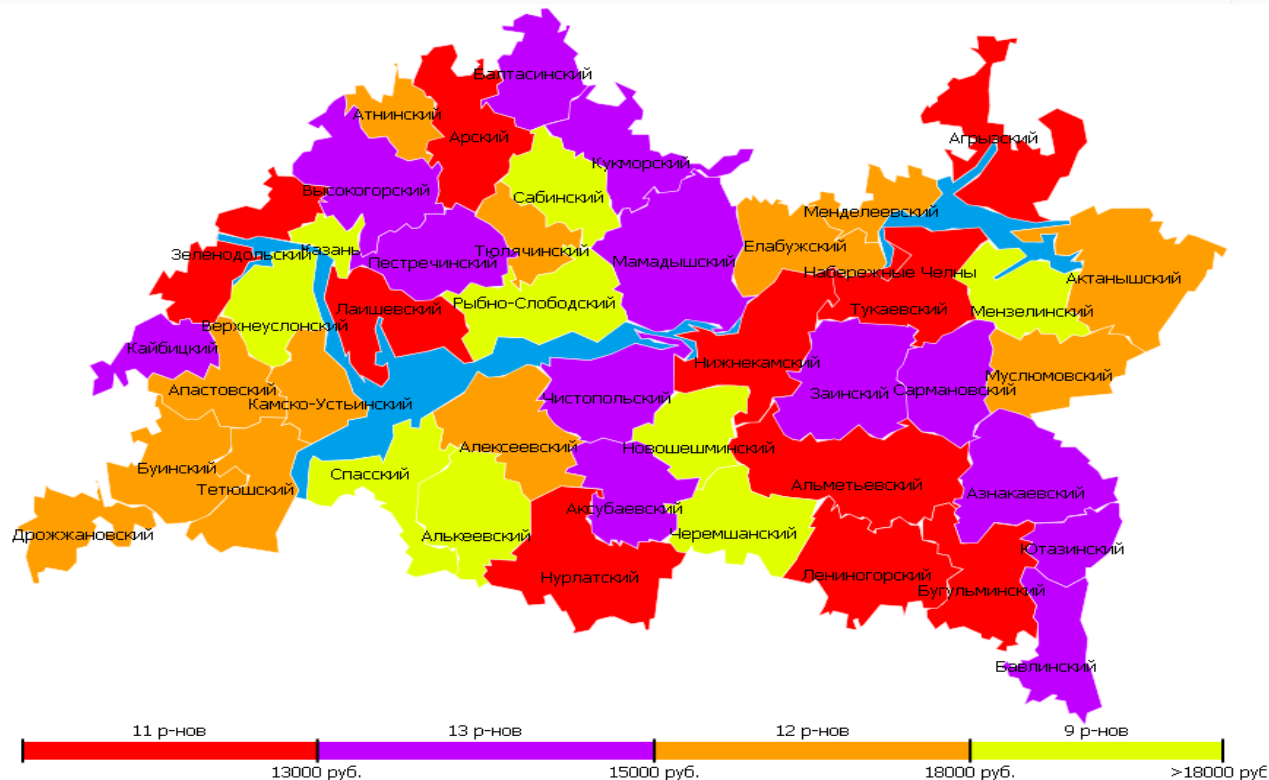 Балтасинский
Атнинский
Арский
Агрызский
Кукморский
Высокогорский
Сабинский
Менделеевский
Зеленодольский
Казань
Тюлячинский
Елабужский
Пестречинский
Мамадышский
Набережные Челны
Актанышский
Лаишевский
Рыбно-Слободский
Тукаевский
Мензелинский
Верхнеуслонский
Кайбицкий
Нижнекамский
Муслюмовский
Апастовский
Заинский
Сармановский
Камско-Устьинский
Чистопольский
Алексеевский
Новошешминский
Буинский
Спасский
Тетюшский
Альметьевский
Азнакаевский
Аксубаевский
Дрожжановский
Алькеевский
Черемшанский
Ютазинский
Нурлатский
Лениногорский
Бугульминский
Бавлинский
11 р-нов
13 р-нов
12 р-нов
9 р-нов
13000 руб.
15000 руб.
18000 руб.
>18000 руб